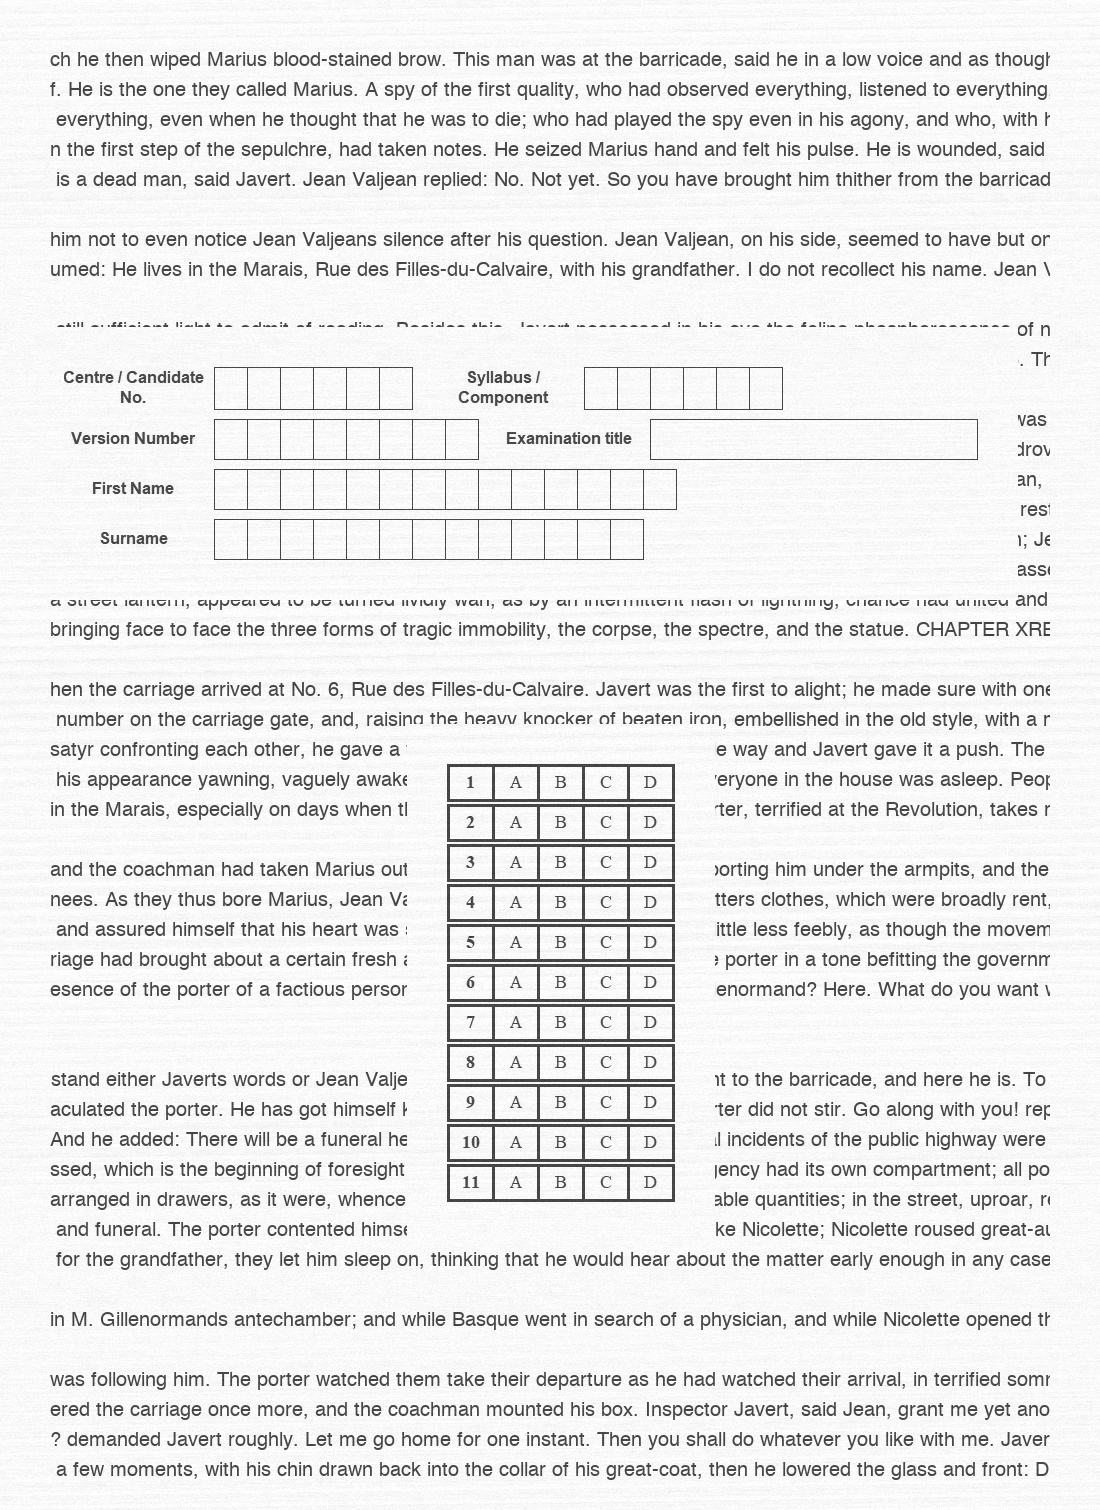 ch he then wiped Marius blood-stained brow. This man was at the barricade, said he in a low voice and as though
f. He is the one they called Marius. A spy of the first quality, who had observed everything, listened to everything,
everything, even when he thought that he was to die; who had played the spy even in his agony, and who, with
n the first step of the sepulchre, had taken notes. He seized Marius hand and felt his pulse. He is wounded, said
is a dead man, said Javert. Jean Valjean replied: No. Not yet. So you have brought him thither from the barricad
him not to even notice Jean Valjeans silence after his question. Jean Valjean, on his side, seemed to have but on
umed: He lives in the Marais, Rue des Filles-du-Calvaire, with his grandfather. I do not recollect his name. Jean
still sufficient light to admit of reading. Besides this, Javert possessed in his eye the feline phosphorescence of
. Th
Centre / Candidate No.
Syllabus / Component
was
drov
Version Number
Examination title
an,
First Name
rest
Surname
; Je
asse
a street lantern, appeared to be turned lividly wan, as by an intermittent flash of lightning, chance had united and
bringing face to face the three forms of tragic immobility, the corpse, the spectre, and the statue. CHAPTER XRE
hen the carriage arrived at No. 6, Rue des Filles-du-Calvaire. Javert was the first to alight; he made sure with one
number on the carriage gate, and, raising the heavy knocker of beaten iron, embellished in the old style, with a
satyr confronting each other, he gave a e way and Javert gave it a push. The
his appearance yawning, vaguely awake veryone in the house was asleep. Peop
in the Marais, especially on days when rter, terrified at the Revolution, takes
and the coachman had taken Marius out porting him under the armpits, and the
nees. As they thus bore Marius, Jean Va tters clothes, which were broadly rent,
and assured himself that his heart was ittle less feebly, as though the movem
riage had brought about a certain fresh porter in a tone befitting the governm
esence of the porter of a factious person enormand? Here. What do you want
stand either Javerts words or Jean Valje nt to the barricade, and here he is. To
aculated the porter. He has got himself rter did not stir. Go along with you! rep
And he added: There will be a funeral he l incidents of the public highway were
ssed, which is the beginning of foresight gency had its own compartment; all po
arranged in drawers, as it were, whence able quantities; in the street, uproar,
and funeral. The porter contented himse ke Nicolette; Nicolette roused great-au
1 A B C D
2 A B C D
3 A B C D
4 A B C D
5 A B C D
6 A B C D
7 A B C D
8 A B C D
9 A B C D
10 A B C D
11 A B C D
for the grandfather, they let him sleep on, thinking that he would hear about the matter early enough in any case
in M. Gillenormands antechamber; and while Basque went in search of a physician, and while Nicolette opened th
was following him. The porter watched them take their departure as he had watched their arrival, in terrified som
ered the carriage once more, and the coachman mounted his box. Inspector Javert, said Jean, grant me yet ano
? demanded Javert roughly. Let me go home for one instant. Then you shall do whatever you like with me. Javer
a few moments, with his chin drawn back into the collar of his great-coat, then he lowered the glass and front: D